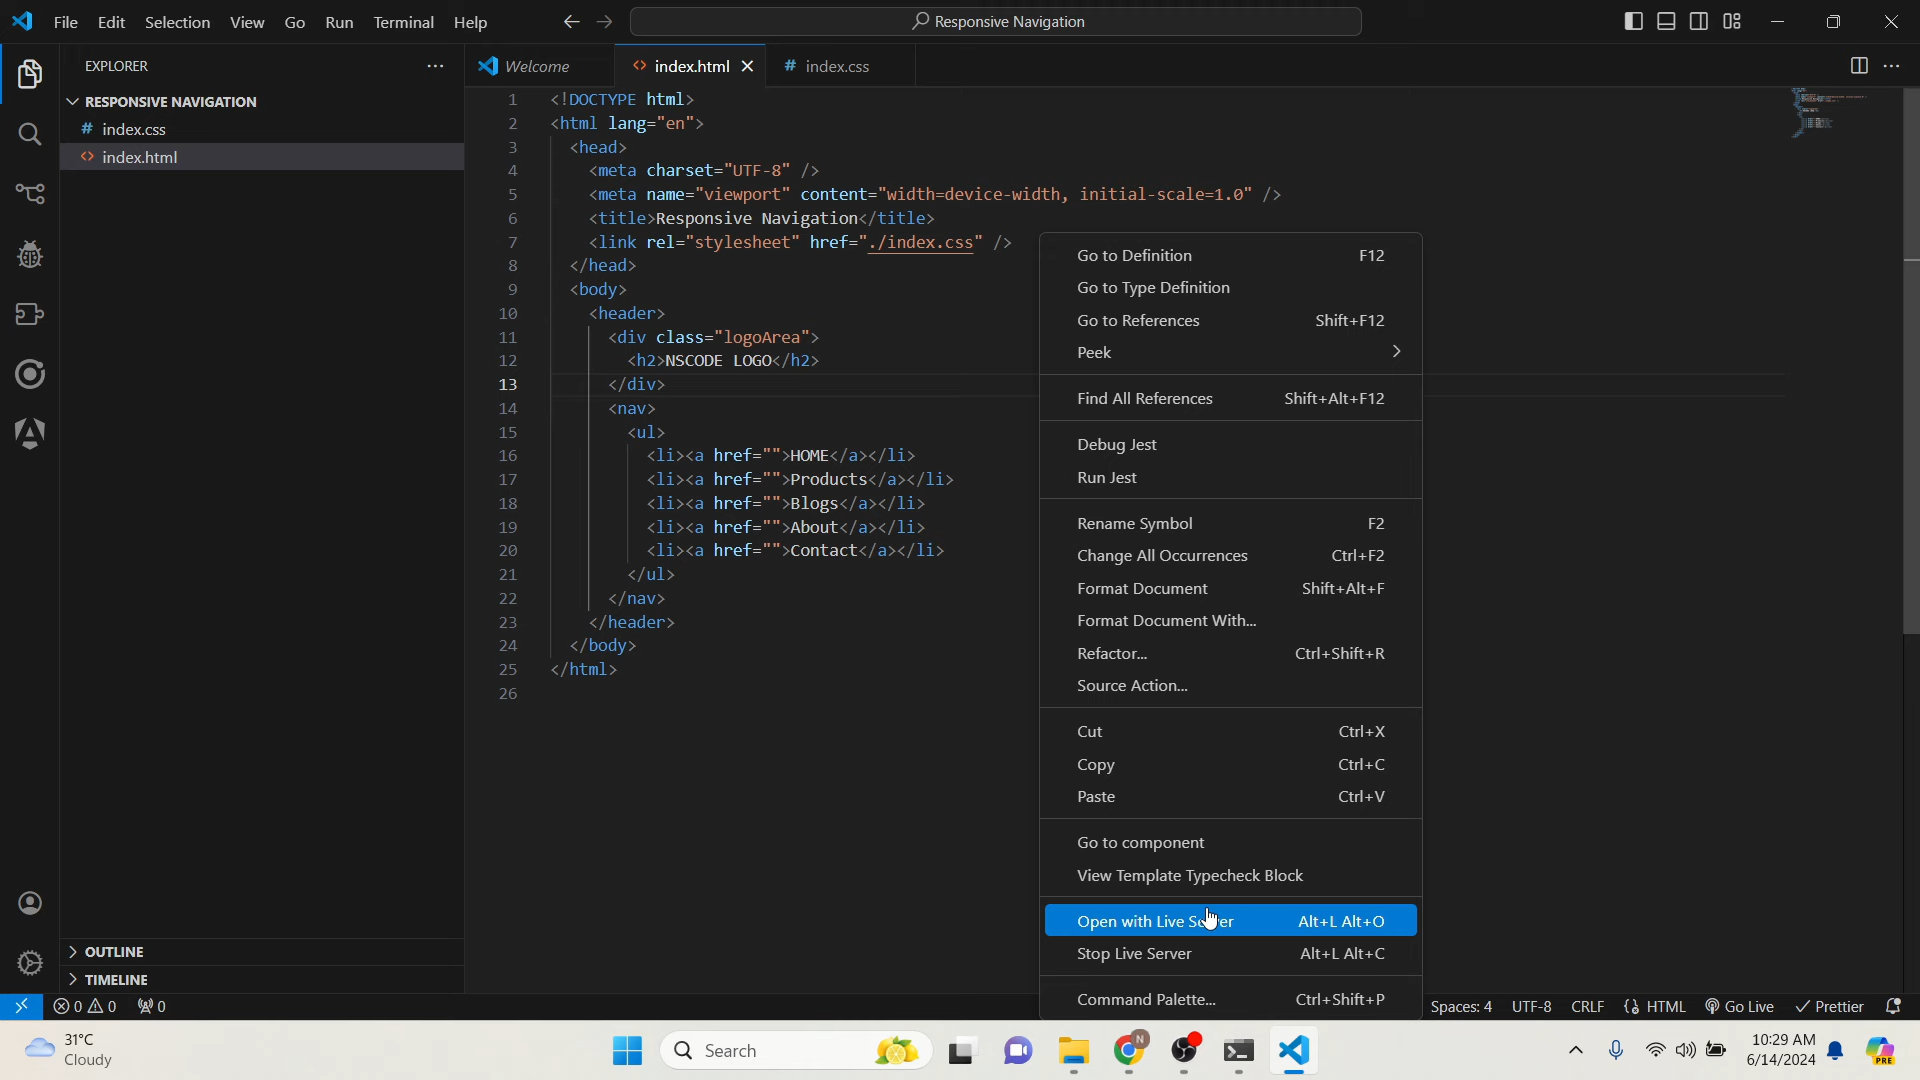 File Edit Selection View Go Run Terminal Help
Responsive Navigation
EXPLORER
RESPONSIVE NAVIGATION
# index.css
<> index.html
OUTLINE
TIMELINE
Welcome
<> index.html
# index.css
1 <!DOCTYPE html>
2 <html lang="en">
3 <head>
4 <meta charset="UTF-8" />
5 <meta name="viewport" content="width=device-width, initial-scale=1.0" />
6 <title>Responsive Navigation</title>
7 <link rel="stylesheet" href="./index.css" />
8 </head>
9 <body>
10 <header>
11 <div class="logoArea">
12 <h2>NSCODE LOGO</h2>
13 </div>
14 <nav>
15 <ul>
16 <li><a href="">HOME</a></li>
17 <li><a href="">Products</a></li>
18 <li><a href="">Blogs</a></li>
19 <li><a href="">About</a></li>
20 <li><a href="">Contact</a></li>
21 </ul>
22 </nav>
23 </header>
24 </body>
25 </html>
26
Go to Definition F12
Go to Type Definition
Go to References Shift+F12
Peek
Find All References Shift+Alt+F12
Debug Jest
Run Jest
Rename Symbol F2
Change All Occurrences Ctrl+F2
Format Document Shift+Alt+F
Format Document With...
Refactor... Ctrl+Shift+R
Source Action...
Cut Ctrl+X
Copy Ctrl+C
Paste Ctrl+V
Go to component
View Template Typecheck Block
Open with Live Server Alt+L Alt+O
Stop Live Server Alt+L Alt+C
Command Palette... Ctrl+Shift+P
0 0 0
Spaces: 4 UTF-8 CRLF {} HTML Go Live Prettier
31°C
Cloudy
Search
N
10:29 AM
6/14/2024
PRE